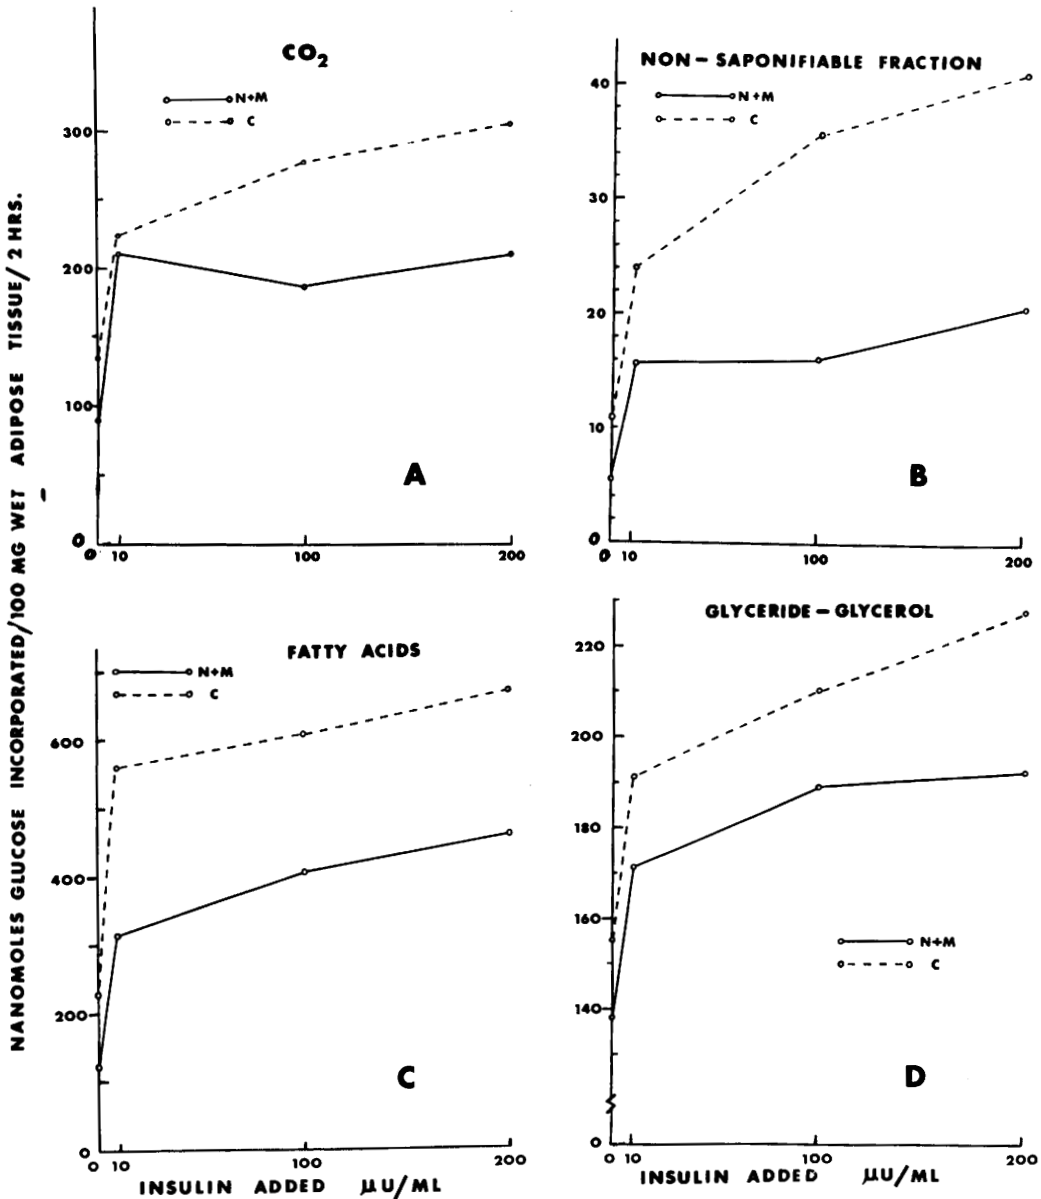 NANOMOLES GLUCOSE INCORPORATED/100 MG WET ADIPOSE TISSUE/2 HRS.
CO2
N+M
C
300
200
100
0
0 10 100 200
A
NON-SAPONIFIABLE FRACTION
N+M
C
40
30
20
10
0
0 10 100 200
B
FATTY ACIDS
N+M
C
600
400
200
0
0 10 100 200
C
INSULIN ADDED μU/ML
GLYCERIDE-GLYCEROL
220
200
180
160
140
0
N+M
C
D
0 10 100 200
INSULIN ADDED μU/ML